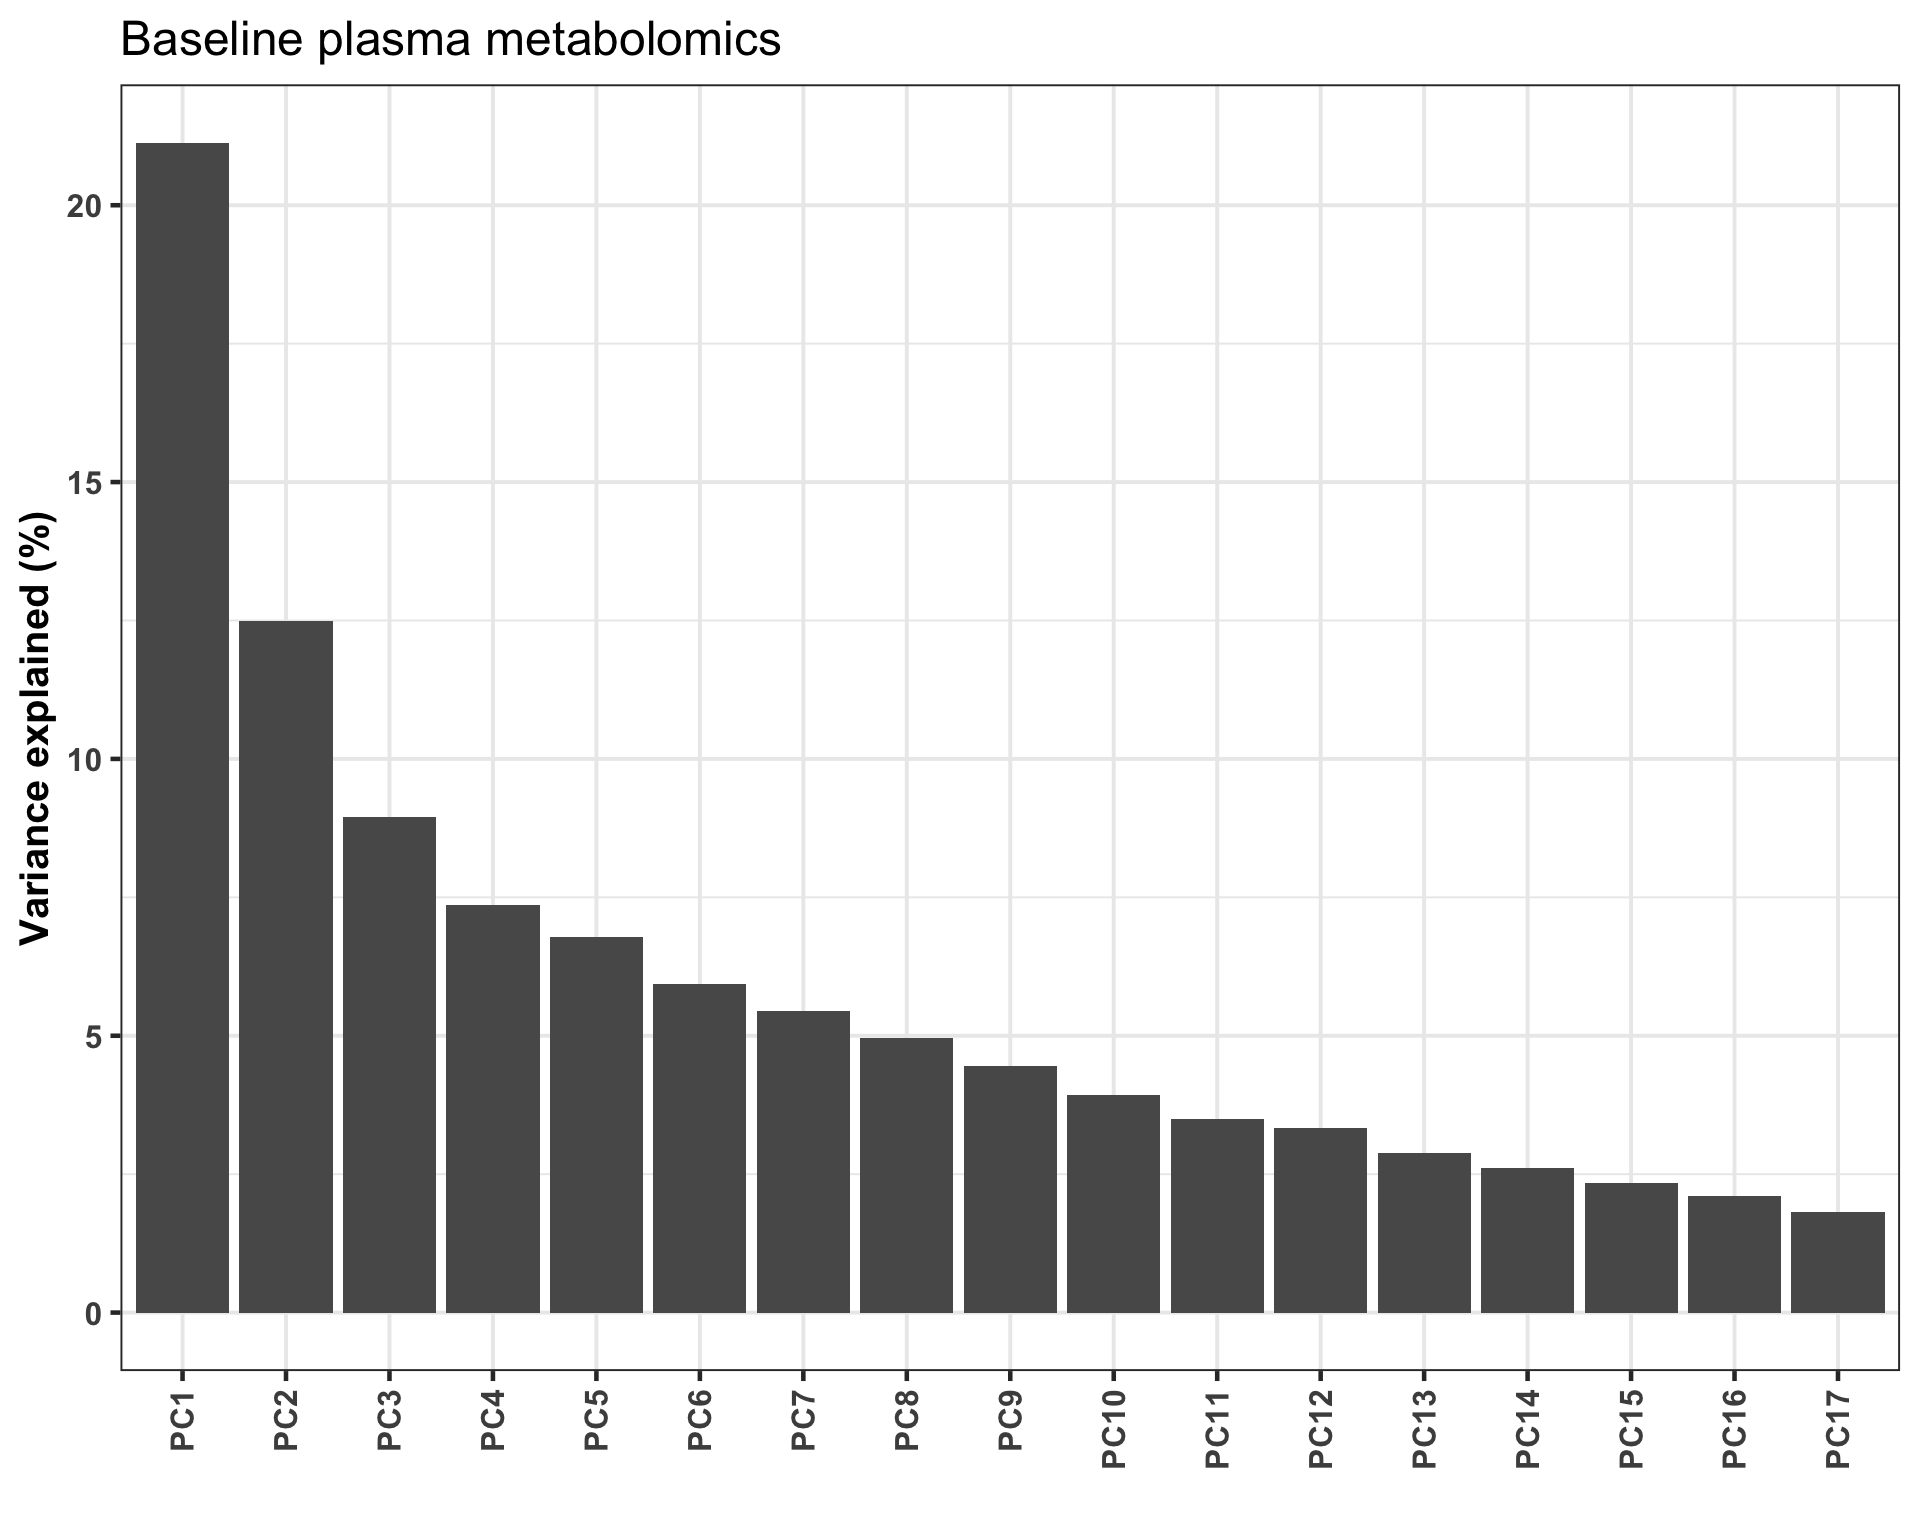 Baseline plasma metabolomics
Variance explained (%)
20
15
10
5
0
PC1
PC2
PC3
PC4
PC5
PC6
PC7
PC8
PC9
PC10
PC11
PC12
PC13
PC14
PC15
PC16
PC17